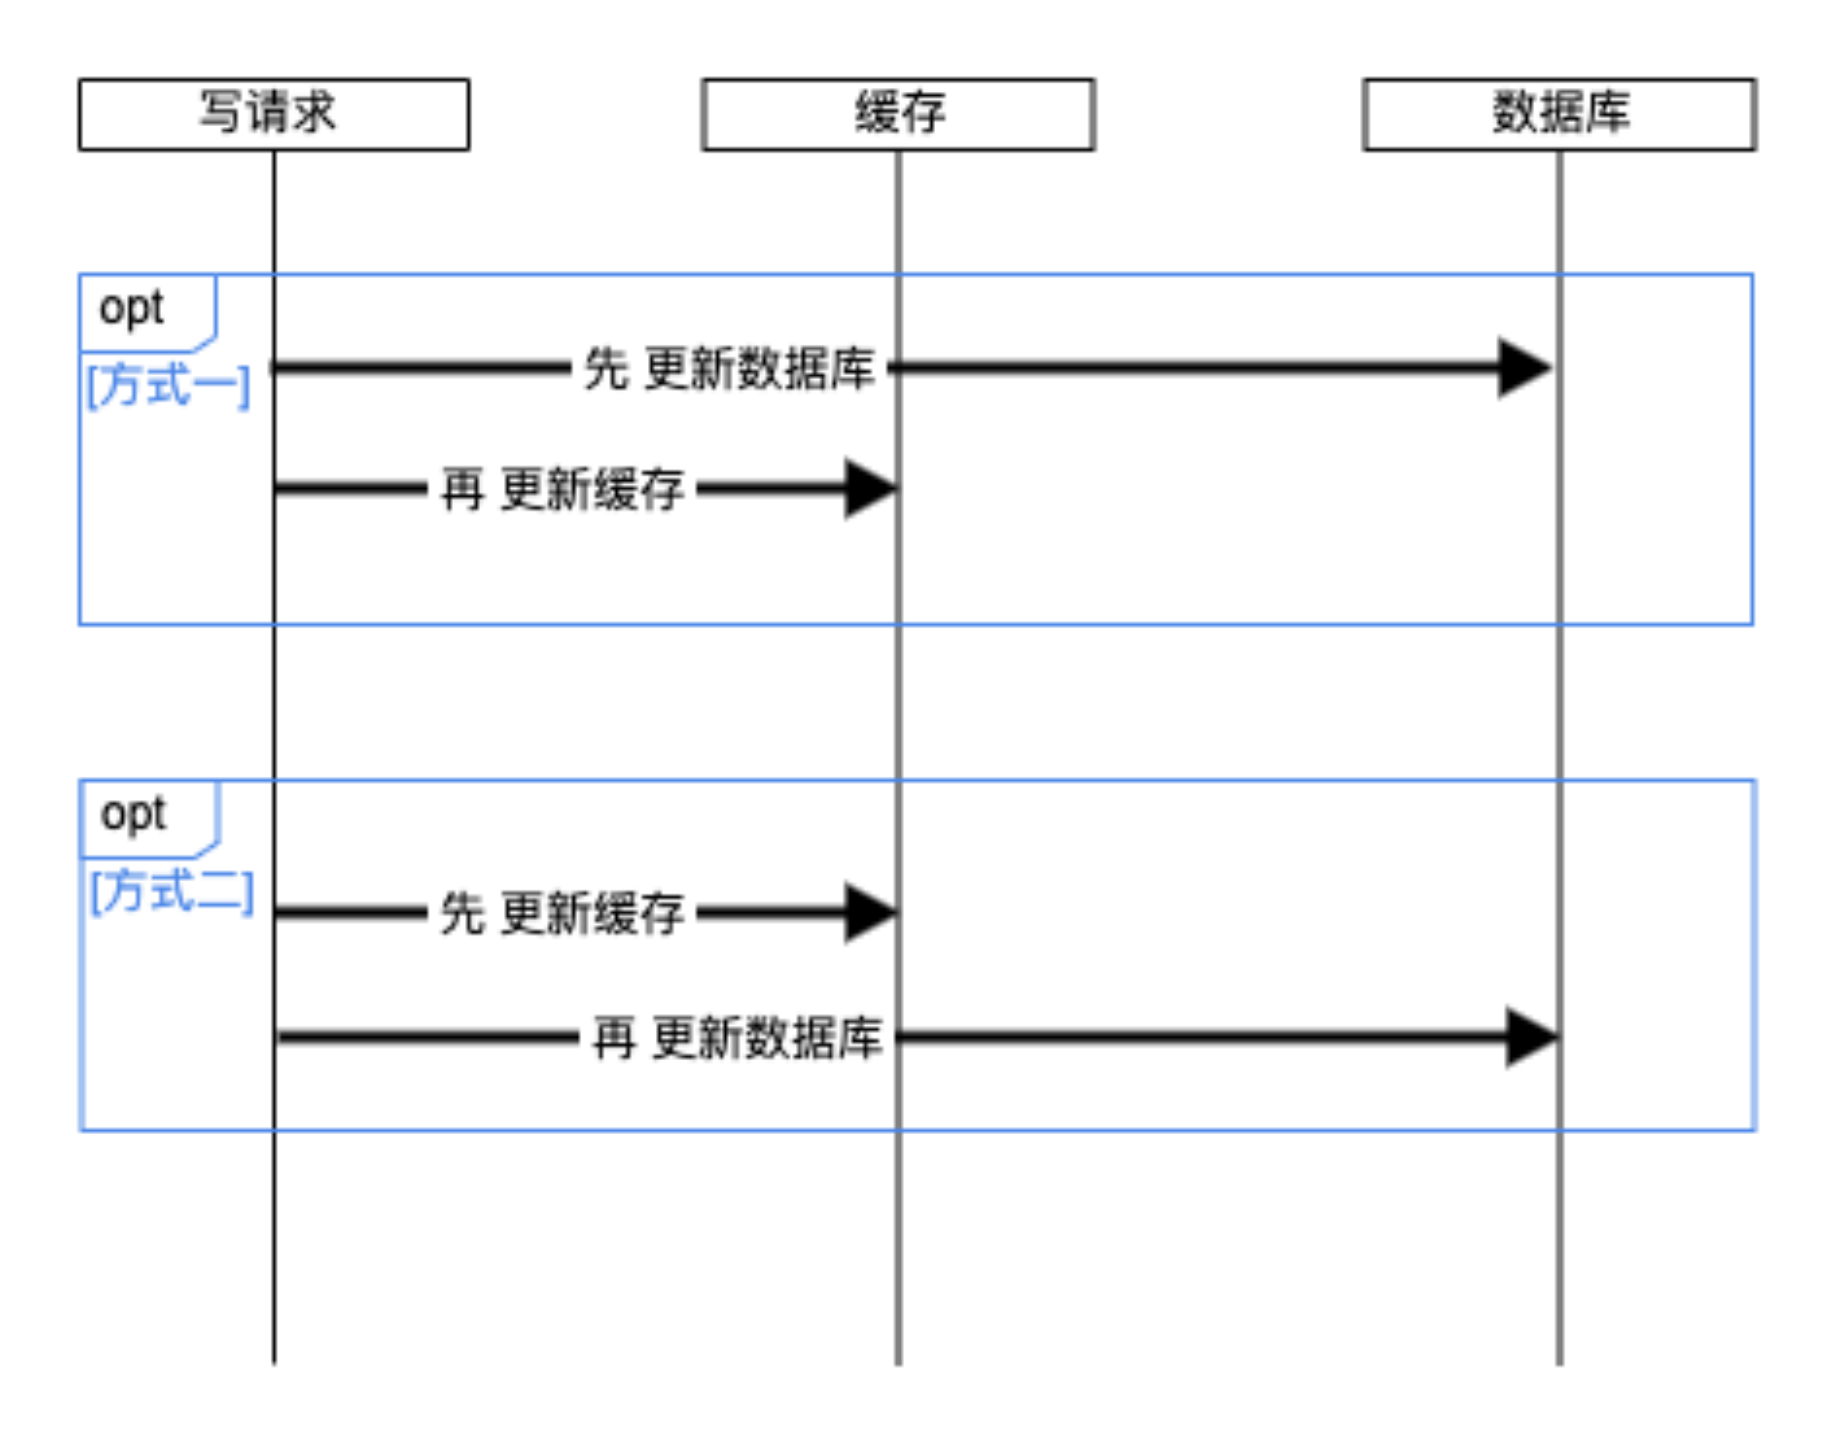 写请求
缓存
数据库
opt
[方式一]
先 更新数据库
再 更新缓存
opt
[方式二]
先 更新缓存
再 更新数据库